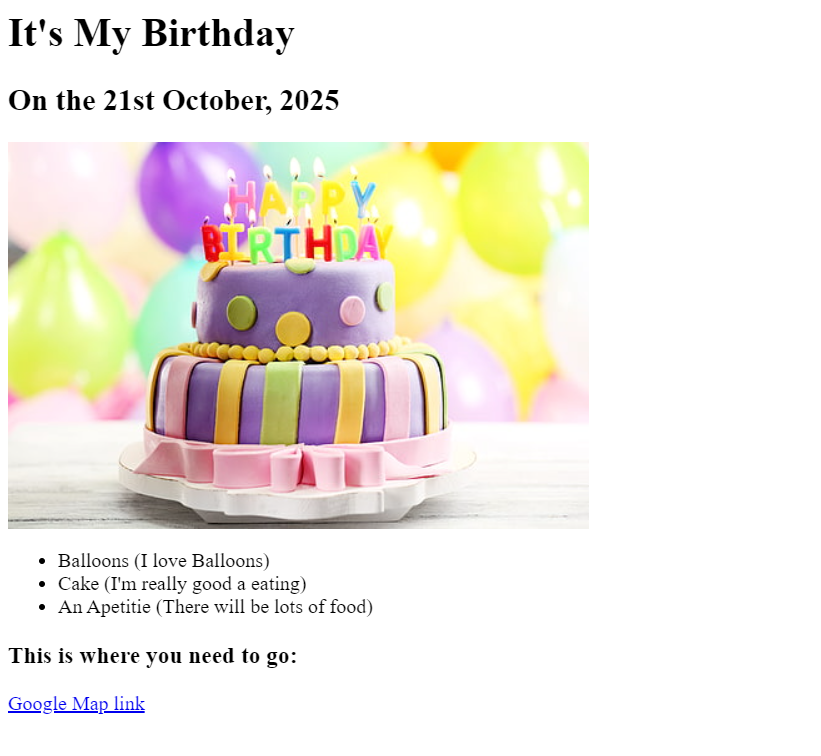 It's My Birthday
On the 21st October, 2025
HAPPY
BIRTHDAY
Balloons (I love Balloons)
Cake (I'm really good a eating)
An Apetitie (There will be lots of food)
This is where you need to go:
Google Map link